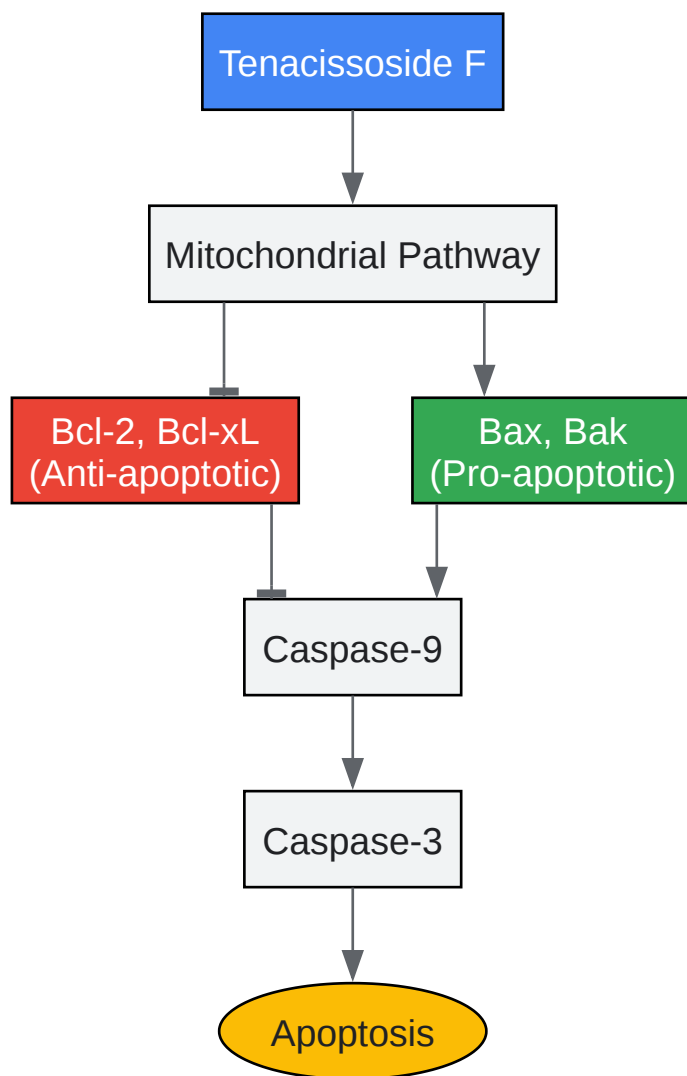 Tenacissoside F
Mitochondrial Pathway
Bcl-2, Bcl-xL
(Anti-apoptotic)
Bax, Bak
(Pro-apoptotic)
Caspase-9
Caspase-3
Apoptosis